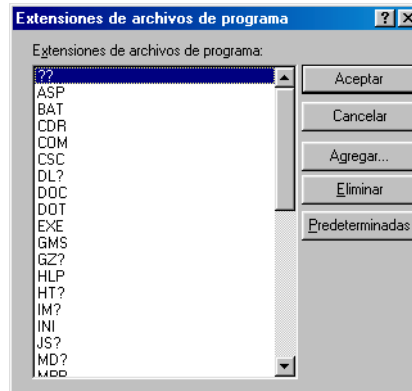 Extensiones de archivos de programa
Extensiones de archivos de programa:
??
ASP
BAT
CDR
COM
CSC
DL?
DOC
DOT
EXE
GMS
GZ?
HLP
HT?
IM?
INI
JS?
MD?
MPP
Aceptar
Cancelar
Agregar...
Eliminar
Predeterminadas